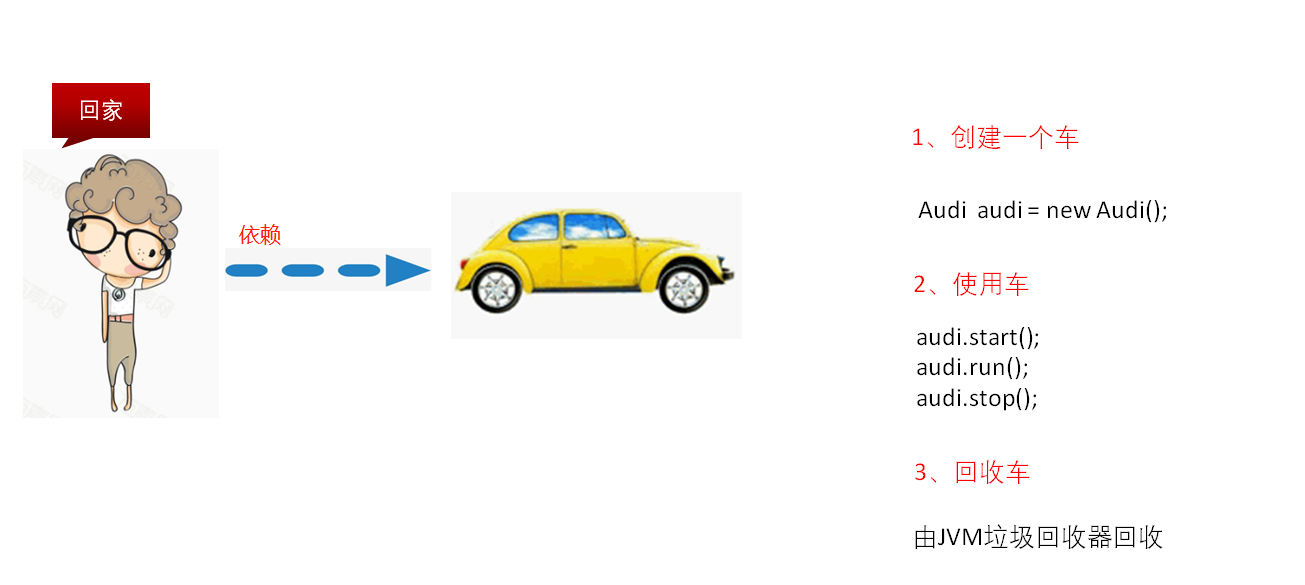 回家
依赖
1、创建一个车
Audi audi = new Audi();
2、使用车
audi.start();
audi.run();
audi.stop();
3、回收车
由JVM垃圾回收器回收